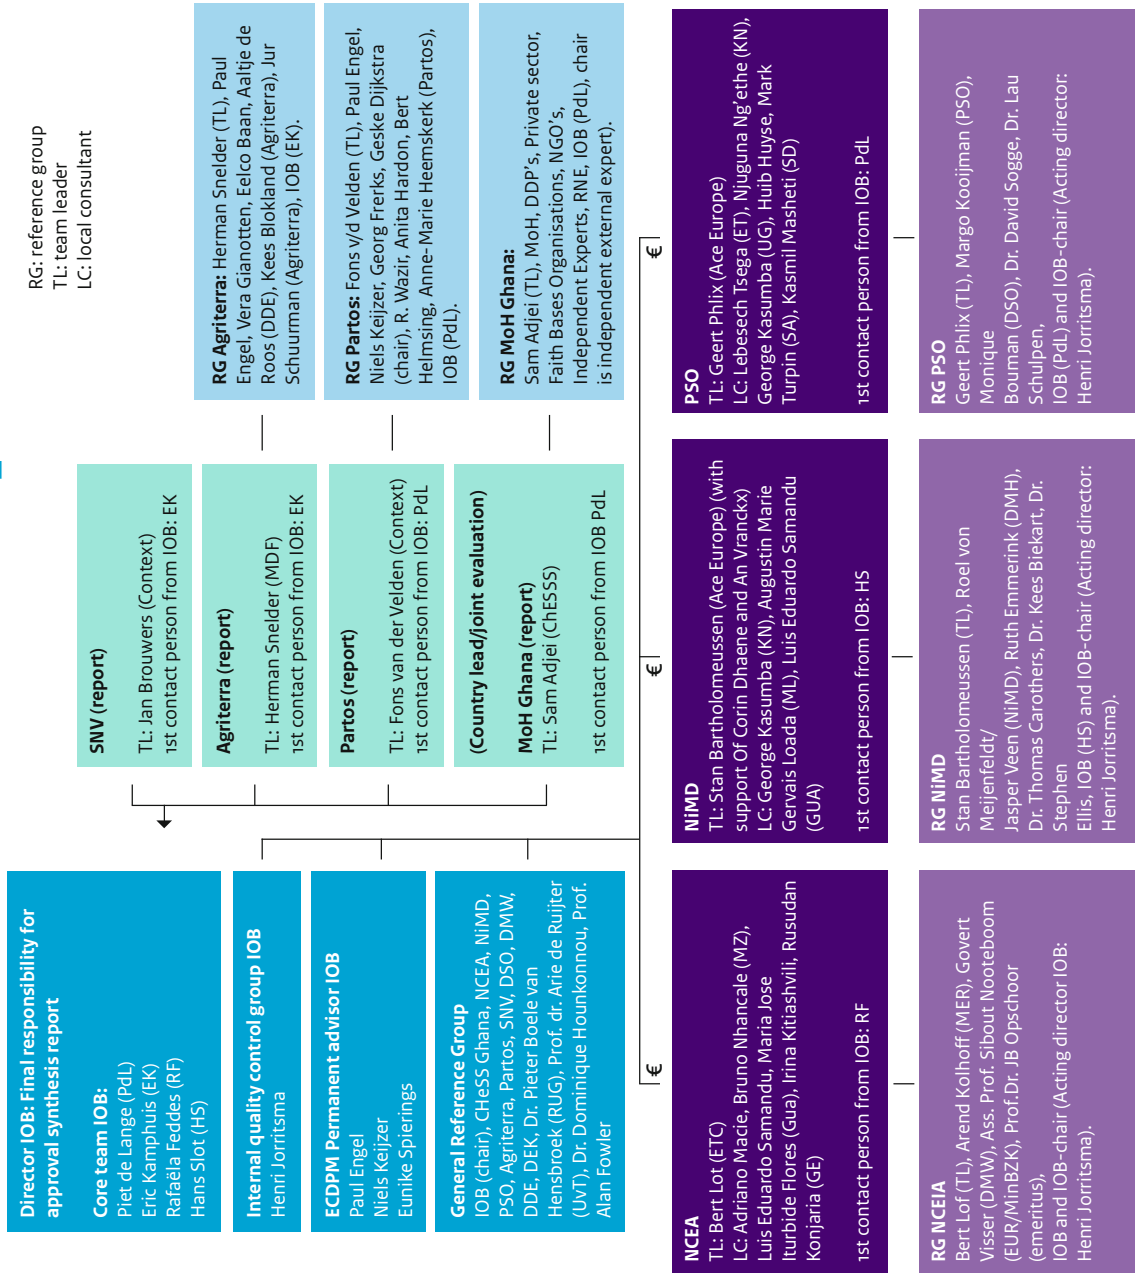 RG: reference group
TL: team leader
LC: local consultant
Director IOB: Final responsibility for
approval synthesis report
Core team IOB:
Piet de Lange (PdL)
Eric Kamphuis (EK)
Rafaëla Feddes (RF)
Hans Slot (HS)
Internal quality control group IOB
Henri Jorritsma
ECDPM Permanent advisor IOB
Paul Engel
Niels Keijzer
Eunike Spierings
General Reference Group
IOB (chair), CHeSS Ghana, NCEA, NiMD,
PSO, Agriterra, Partos, SNV, DSO, DMW,
DDE, DEK, Dr. Pieter Boele van
Hensbroek (RUG), Prof. dr. Arie de Ruijter
(UvT), Dr. Dominique Hounkonnou, Prof.
Alan Fowler
SNV (report)
TL: Jan Brouwers (Context)
1st contact person from IOB: EK
Agriterra (report)
TL: Herman Snelder (MDF)
1st contact person from IOB: EK
Partos (report)
TL: Fons van der Velden (Context)
1st contact person from IOB: PdL
(Country lead/joint evaluation)
MoH Ghana (report)
TL: Sam Adjei (ChESSS)
1st contact person from IOB PdL
RG Agriterra: Herman Snelder (TL), Paul
Engel, Vera Gianotten, Eelco Baan, Aaltje de
Roos (DDE), Kees Blokland (Agriterra), Jur
Schuurman (Agriterra), IOB (EK).
RG Partos: Fons v/d Velden (TL), Paul Engel,
Niels Keijzer, Georg Frerks, Geske Dijkstra
(chair), R. Wazir, Anita Hardon, Bert
Helmsing, Anne- Marie Heemskerk (Partos),
IOB (PdL).
RG MoH Ghana:
Sam Adjei (TL), MoH, DDP's, Private sector,
Faith Bases Organisations, NGO's,
Independent Experts, RNE, IOB (PdL), chair
is independent external expert).
€
€
€
NCEA
TL: Bert Lot (ETC)
LC: Adriano Macie, Bruno Nhancale (MZ),
Luis Eduardo Samandu, Maria Jose
Iturbide Flores (Gua), Irina Kitiashvili, Rusudan
Konjaria (GE)
1st contact person from IOB: RF
NiMD
TL: Stan Bartholomeussen (Ace Europe) (with
support Of Corin Dhaene and An Vranckx)
LC: George Kasumba (KN), Augustin Marie
Gervais Loada (ML), Luis Eduardo Samandu
(GUA)
1st contact person from IOB: HS
PSO
TL: Geert Phlix (Ace Europe)
LC: Lebesech Tsega (ET), Njuguna Ng'ethe (KN),
George Kasumba (UG), Huib Huyse, Mark
Turpin (SA), Kasmil Masheti (SD)
1st contact person from IOB: PdL
RG NCEIA
Bert Lof (TL), Arend Kolhoff (MER), Govert
Visser (DMW), Ass. Prof. Sibout Nooteboom
(EUR/MinBZK), Prof.Dr. JB Opschoor
(emeritus),
IOB and IOB-chair (Acting director IOB:
Henri Jorritsma).
RG NiMD
Stan Bartholomeussen (TL), Roel von
Meijenfeldt/
Jasper Veen (NiMD), Ruth Emmerink (DMH),
Dr. Thomas Carothers, Dr. Kees Biekart, Dr.
Stephen
Ellis, IOB (HS) and IOB-chair (Acting director:
Henri Jorritsma).
RG PSO
Geert Phlix (TL), Margo Kooijman (PSO),
Monique
Bouman (DSO), Dr. David Sogge, Dr. Lau
Schulpen,
IOB (PdL) and IOB-chair (Acting director:
Henri Jorritsma).